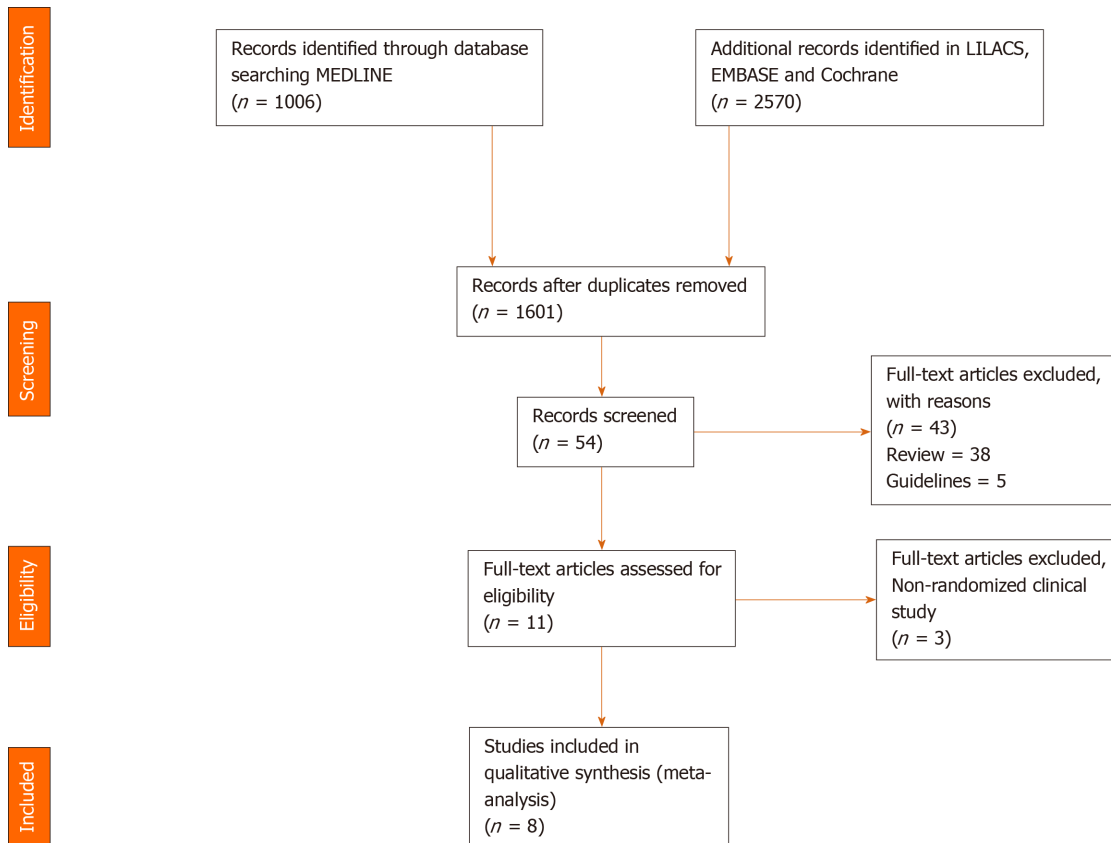 Identification
Records identified through database
searching MEDLINE
(n = 1006)
Additional records identified in LILACS,
EMBASE and Cochrane
(n = 2570)
Screening
Records after duplicates removed
(n = 1601)
Records screened
(n = 54)
Full-text articles excluded,
with reasons
(n = 43)
Review = 38
Guidelines = 5
Eligibility
Full-text articles assessed for
eligibility
(n = 11)
Full-text articles excluded,
Non-randomized clinical
study
(n = 3)
Included
Studies included in
qualitative synthesis (meta-
analysis)
(n = 8)